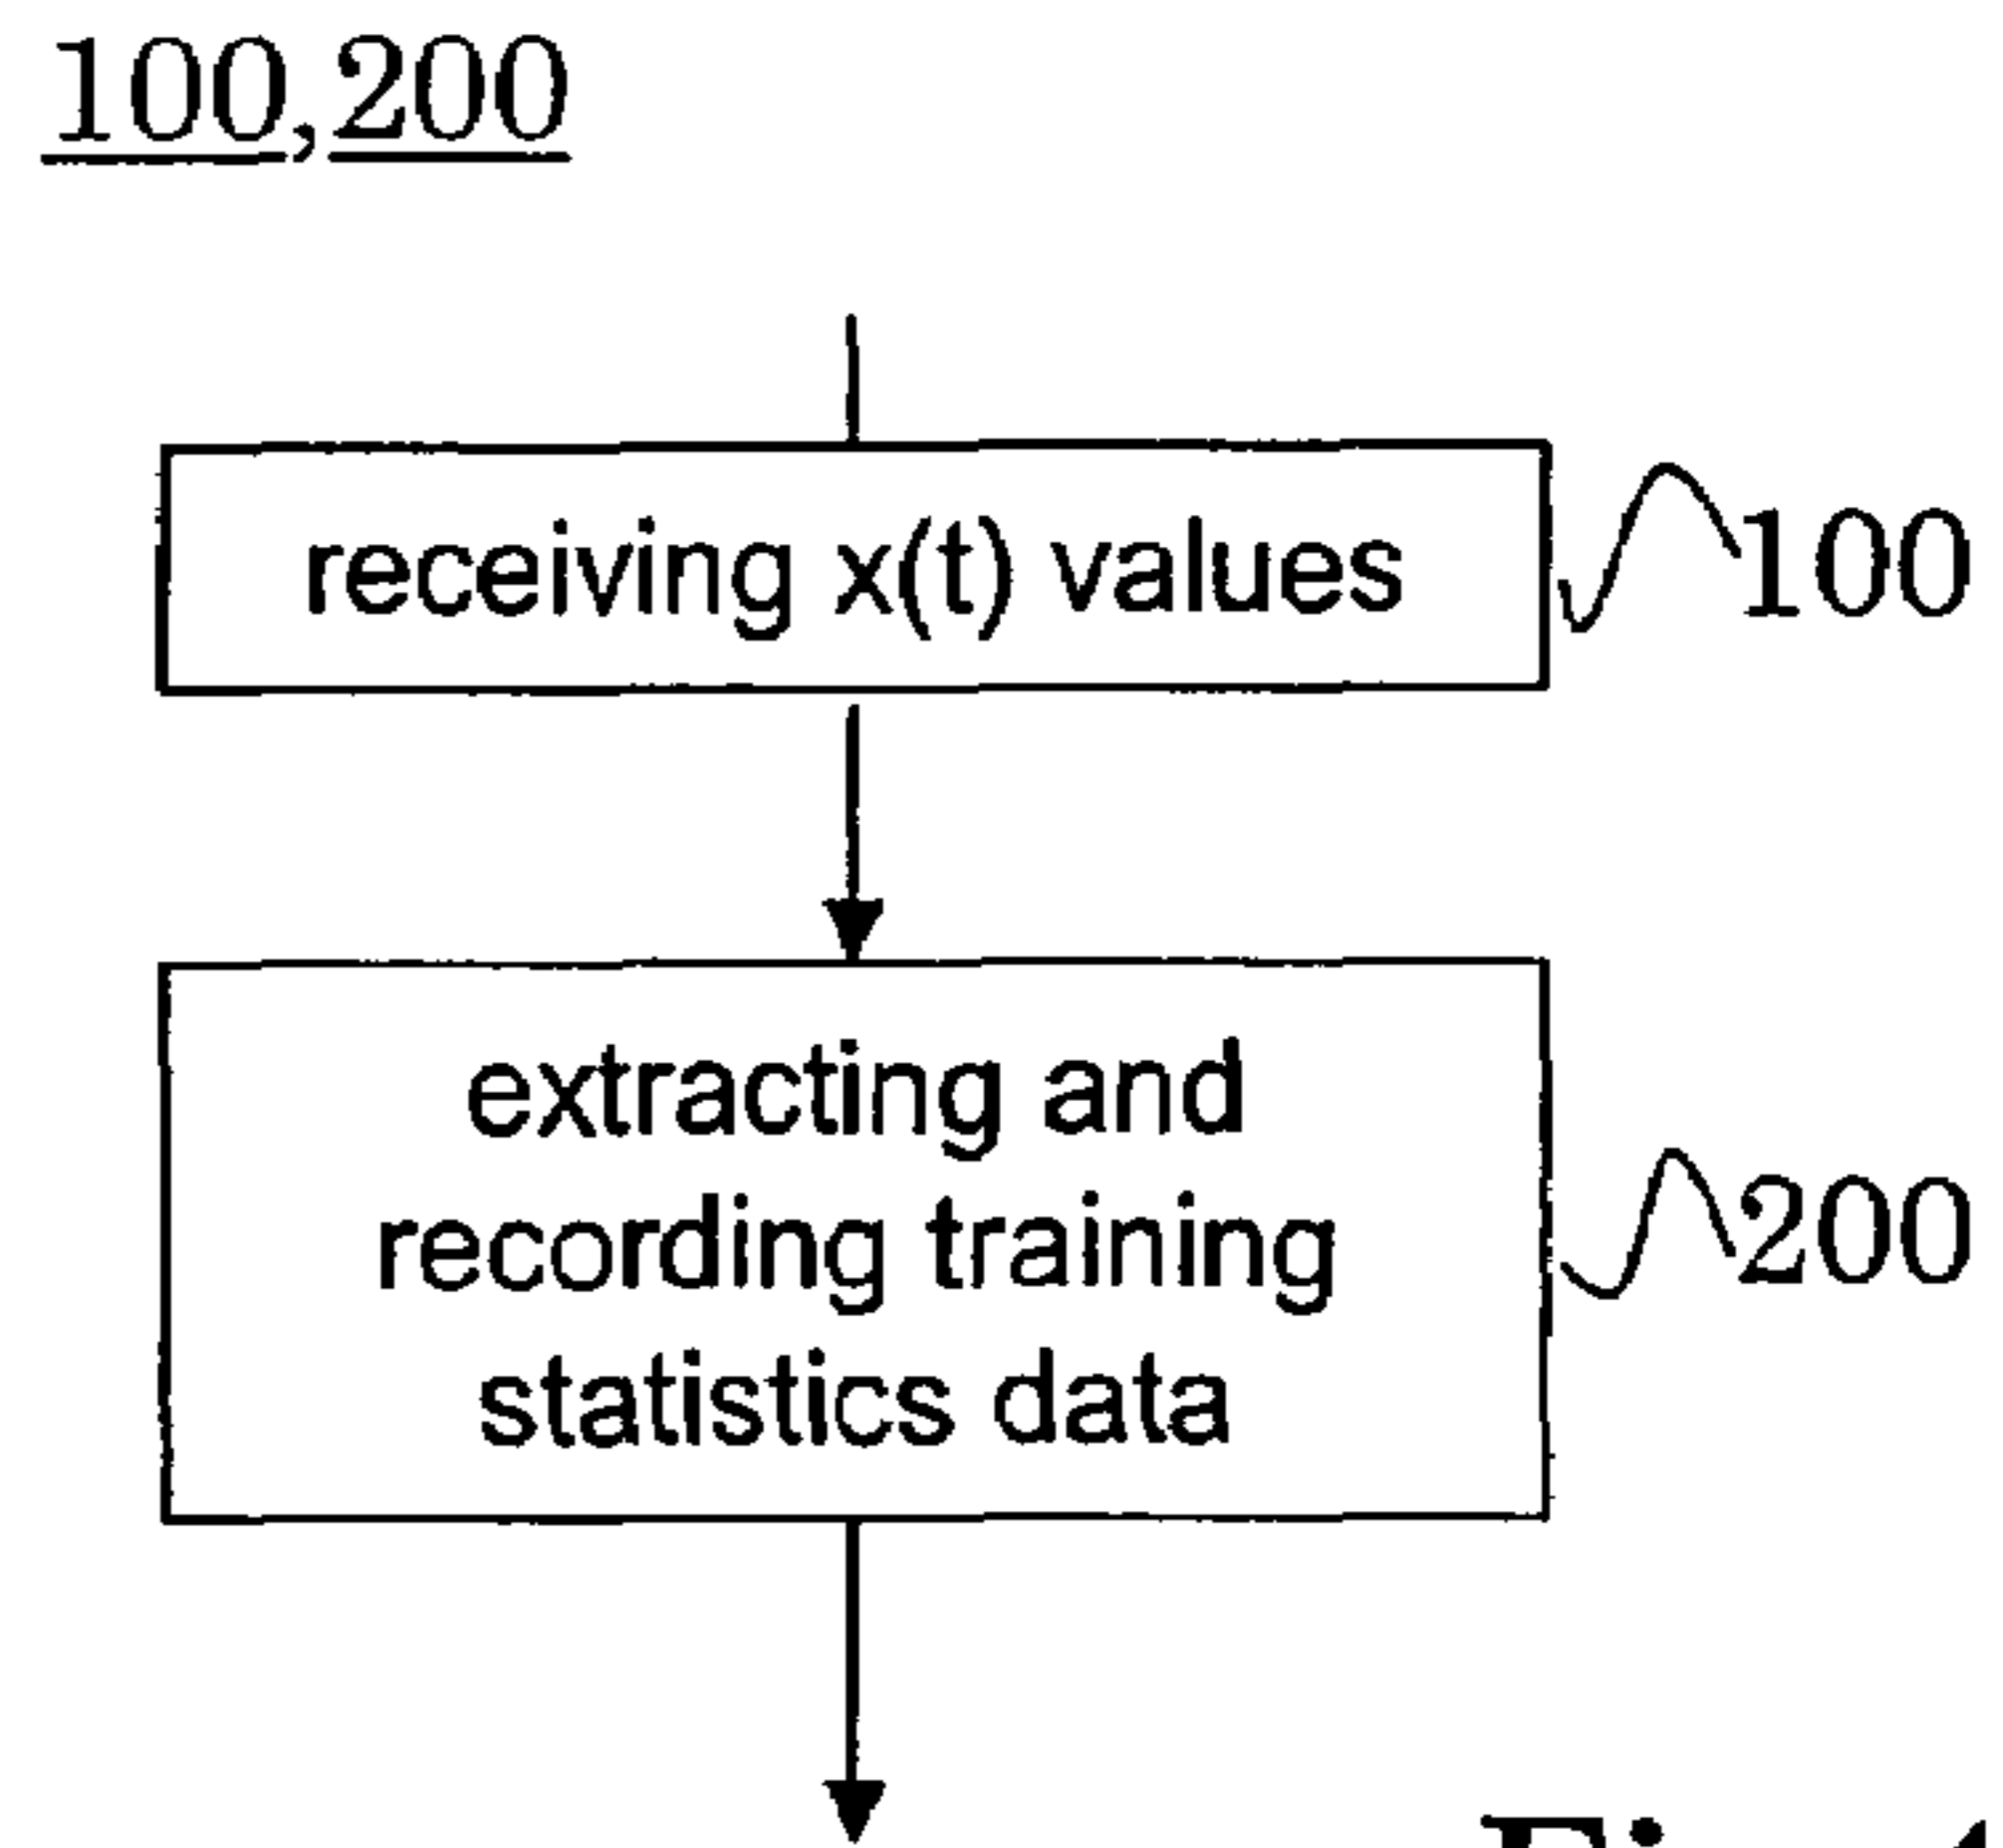 100,200
receiving x(t) values
100
extracting and
recording training
statistics data
200